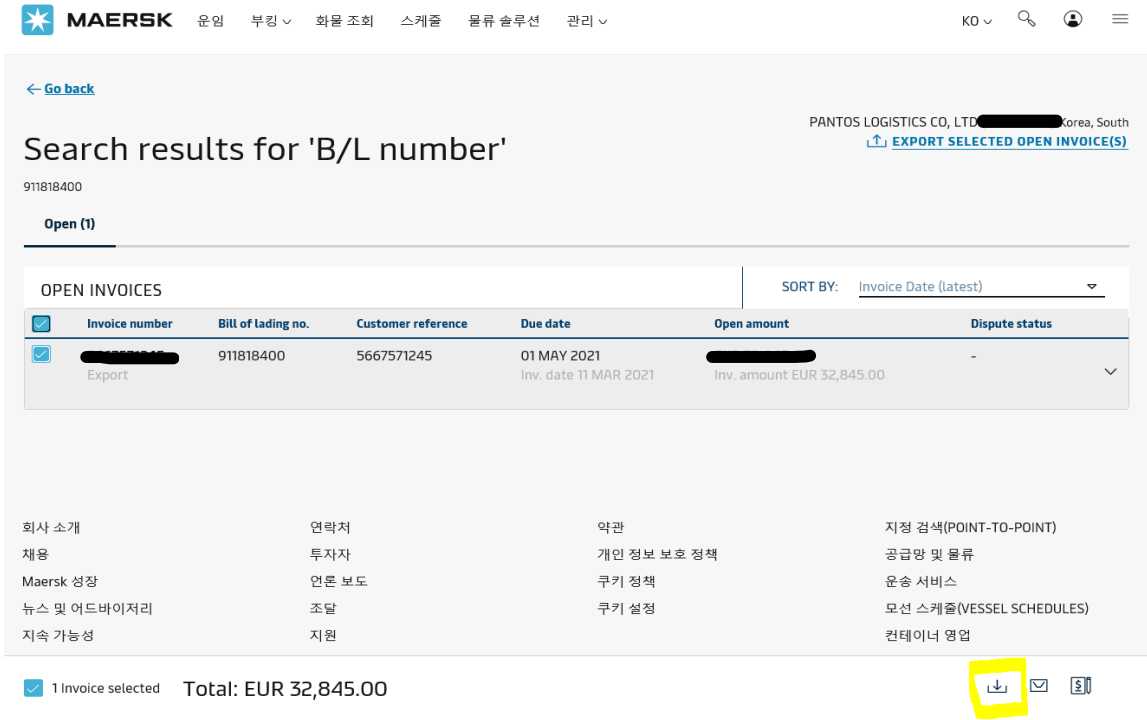 MAERSK 운임 부킹 화물 조회 스케줄 물류 솔루션 관리 KO
Go back
PANTOS LOGISTICS CO, LTD Korea, South
EXPORT SELECTED OPEN INVOICE(S)
Search results for 'B/L number'
911818400
Open (1)
OPEN INVOICES SORT BY: Invoice Date (latest)
Invoice number Bill of lading no. Customer reference Due date Open amount Dispute status
911818400 5667571245 01 MAY 2021 -
Export Inv. date 11 MAR 2021 Inv. amount EUR 32,845.00
회사 소개 연락처 약관 지정 검색(POINT-TO-POINT)
채용 투자자 개인 정보 보호 정책 공급망 및 물류
Maersk 성장 언론 보도 쿠키 정책 운송 서비스
뉴스 및 어드바이저리 조달 쿠키 설정 모선 스케줄(VESSEL SCHEDULES)
지속 가능성 지원 컨테이너 영업
1 Invoice selected Total: EUR 32,845.00